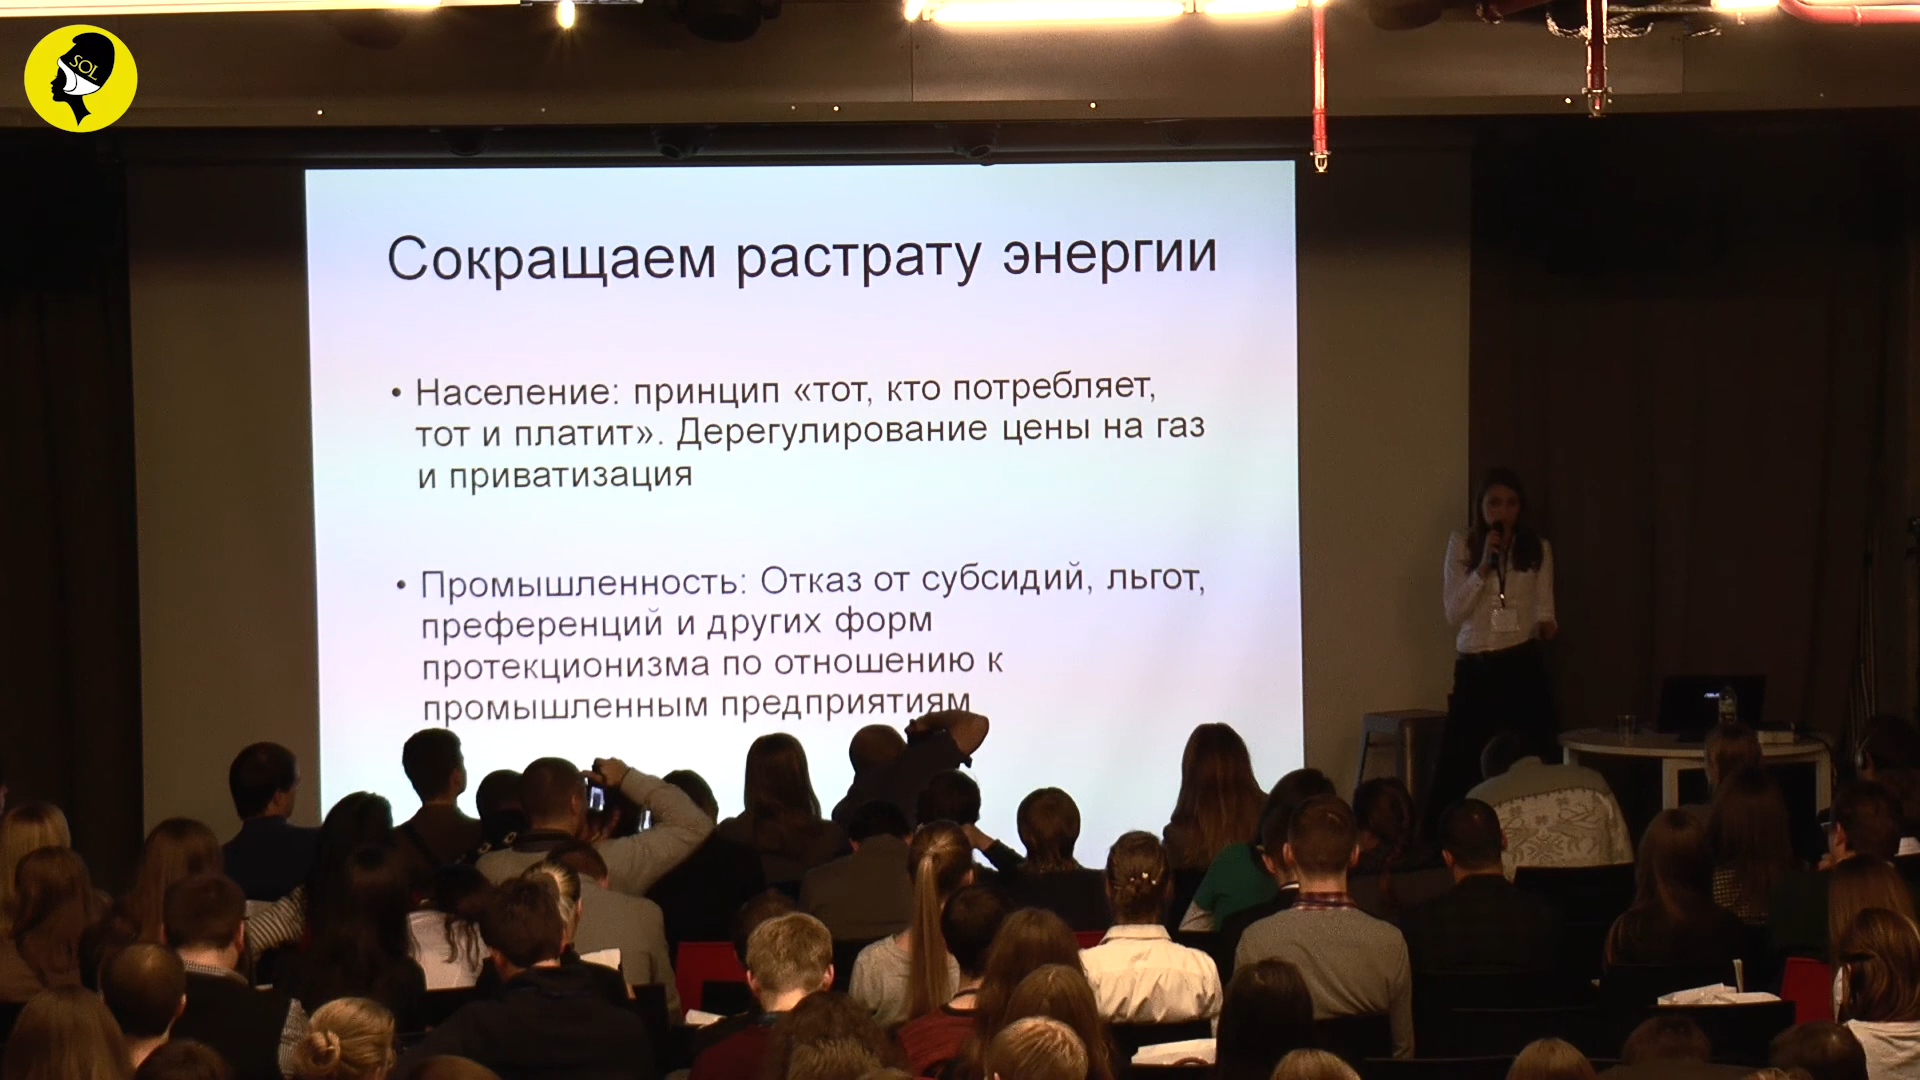 SOL
Сокращаем растрату энергии
• Население: принцип «тот, кто потребляет,
тот и платит». Дерегулирование цены на газ
и приватизация
• Промышленность: Отказ от субсидий, льгот,
преференций и других форм
протекционизма по отношению к
промышленным предприятиям